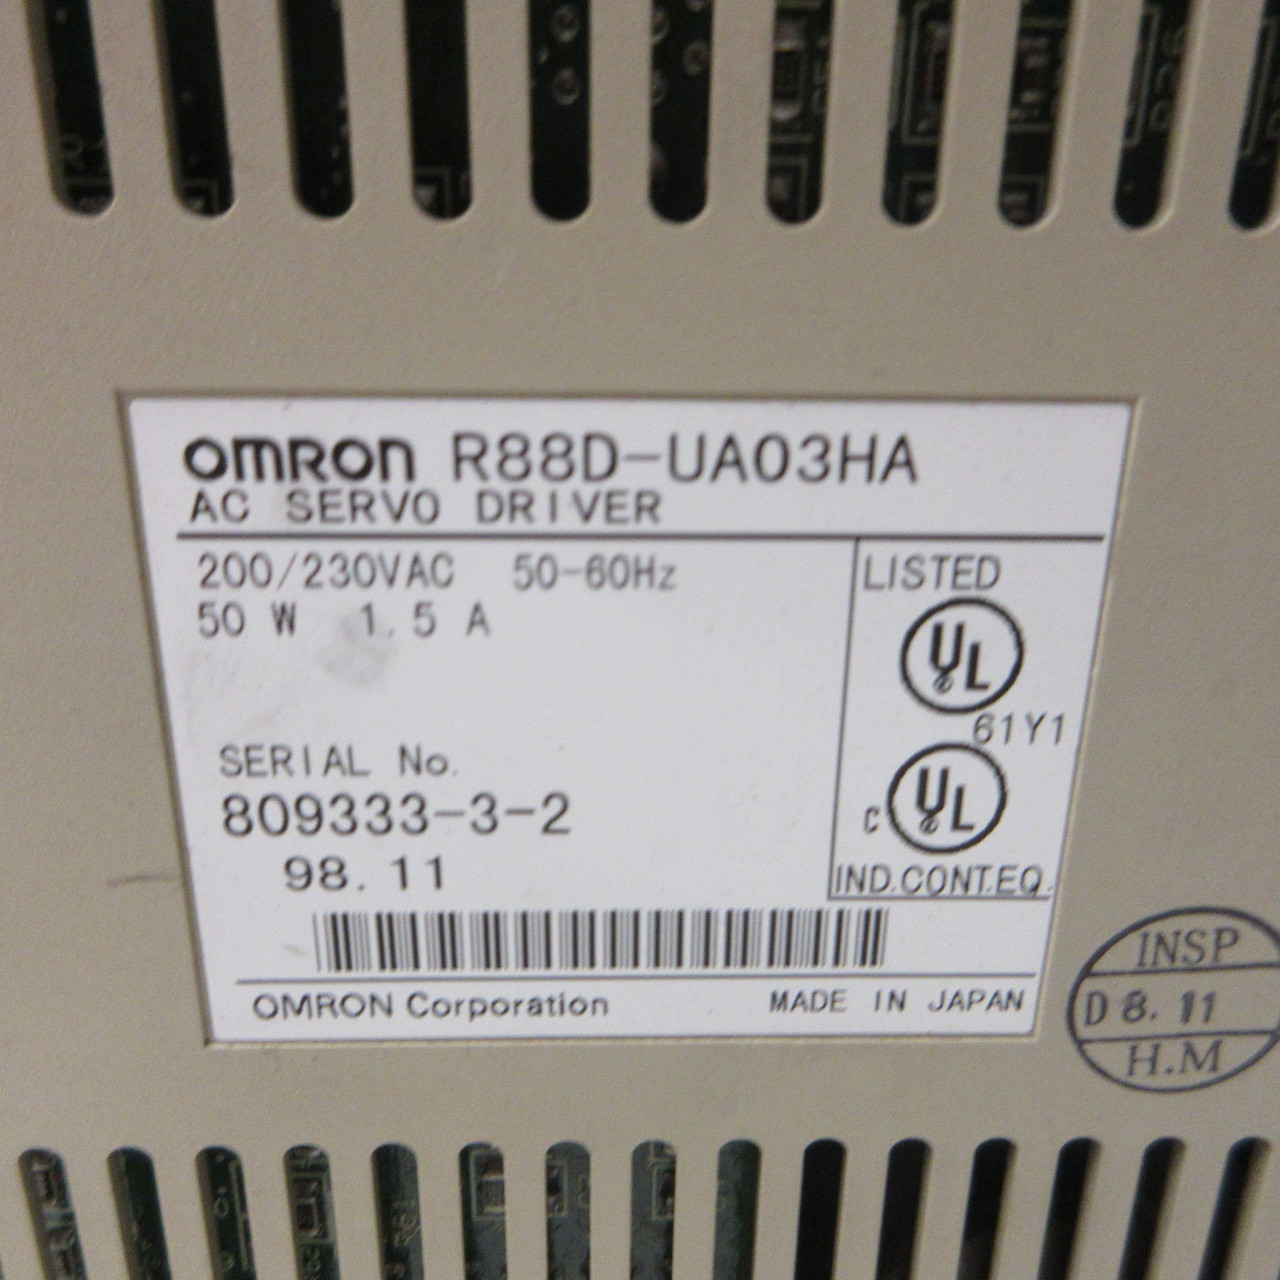 OMRON R88D-UA03HA
AC SERVO DRIVER
200/230VAC 50-60Hz
50 W 1.5 A
LISTED
UL
61Y1
C UL
IND.CONT.EQ.
SERIAL No.
809333-3-2
98.11
OMRON Corporation MADE IN JAPAN
INSP
D 8.11
H.M